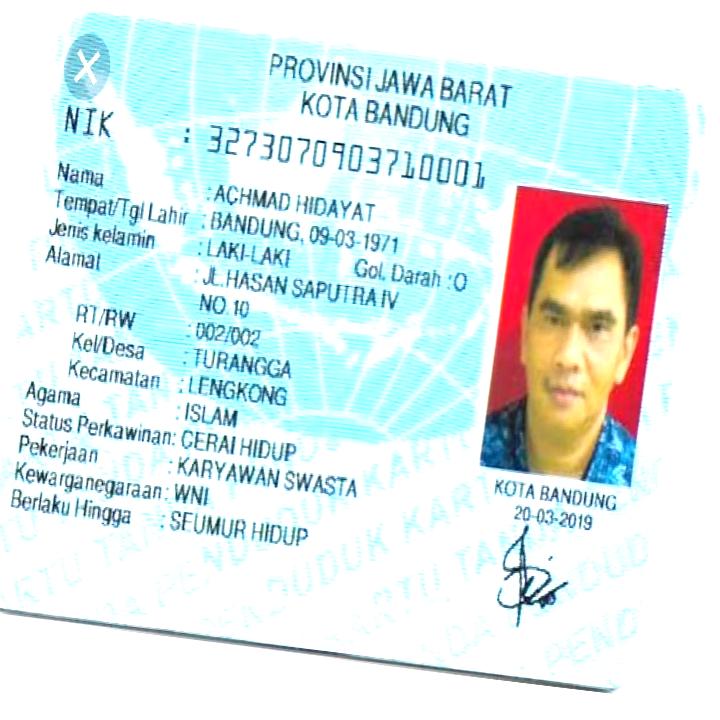 PROVINSI JAWA BARAT
KOTA BANDUNG
NIK : 3273070903710001
Nama : ACHMAD HIDAYAT
Tempat/Tgl Lahir : BANDUNG, 09-03-1971
Jenis kelamin : LAKI-LAKI Gol. Darah : O
Alamat : JL.HASAN SAPUTRA IV
NO.10
RT/RW : 002/002
Kel/Desa : TURANGGA
Kecamatan : LENGKONG
Agama : ISLAM
Status Perkawinan: CERAI HIDUP
Pekerjaan : KARYAWAN SWASTA
Kewarganegaraan: WNI
Berlaku Hingga : SEUMUR HIDUP
KOTA BANDUNG
20-03-2019